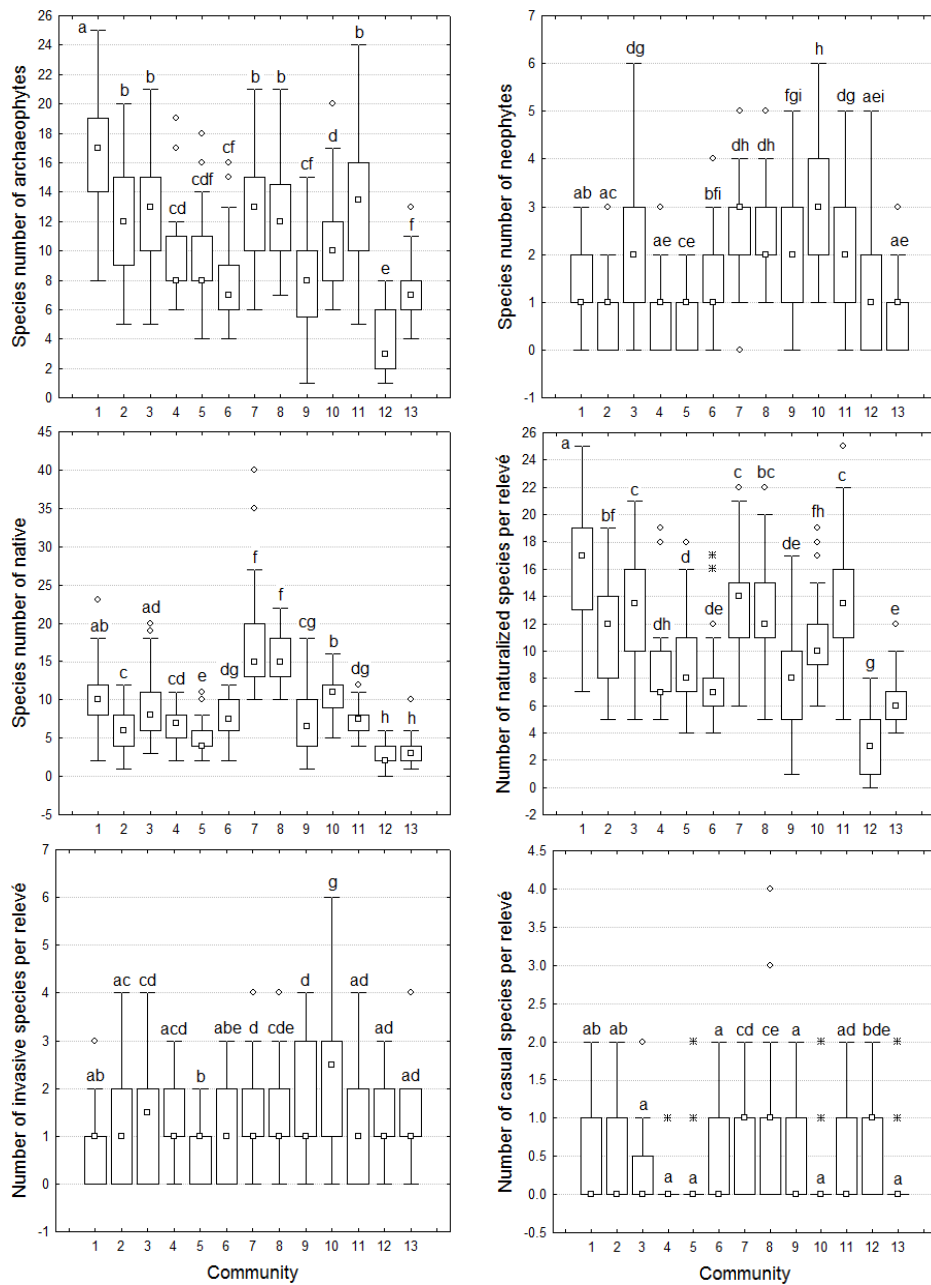 Species number of archaeophytes
26
24
22
20
18
16
14
12
10
8
6
4
2
0
a
b
b
cd
cdf
cf
b
b
cf
d
b
e
f
1 2 3 4 5 6 7 8 9 10 11 12 13
Species number of neophytes
7
6
5
4
3
2
1
0
-1
ab
ac
dg
ae
ce
bfi
dh
dh
fgi
h
dg
aei
ae
1 2 3 4 5 6 7 8 9 10 11 12 13
Species number of native
45
40
35
30
25
20
15
10
5
0
-5
ab
c
ad
cd
e
dg
f
f
cg
b
dg
h
h
1 2 3 4 5 6 7 8 9 10 11 12 13
Number of naturalized species per relevé
26
24
22
20
18
16
14
12
10
8
6
4
2
0
-2
a
bf
c
dh
d
de
c
bc
de
fh
c
g
e
1 2 3 4 5 6 7 8 9 10 11 12 13
Number of invasive species per relevé
7
6
5
4
3
2
1
0
-1
ab
ac
cd
acd
b
abe
d
cde
d
g
ad
ad
ad
1 2 3 4 5 6 7 8 9 10 11 12 13
Community
Number of casual species per relevé
4.5
4.0
3.5
3.0
2.5
2.0
1.5
1.0
0.5
0.0
-0.5
ab
ab
a
a
a
a
cd
ce
a
a
ad
bde
a
1 2 3 4 5 6 7 8 9 10 11 12 13
Community